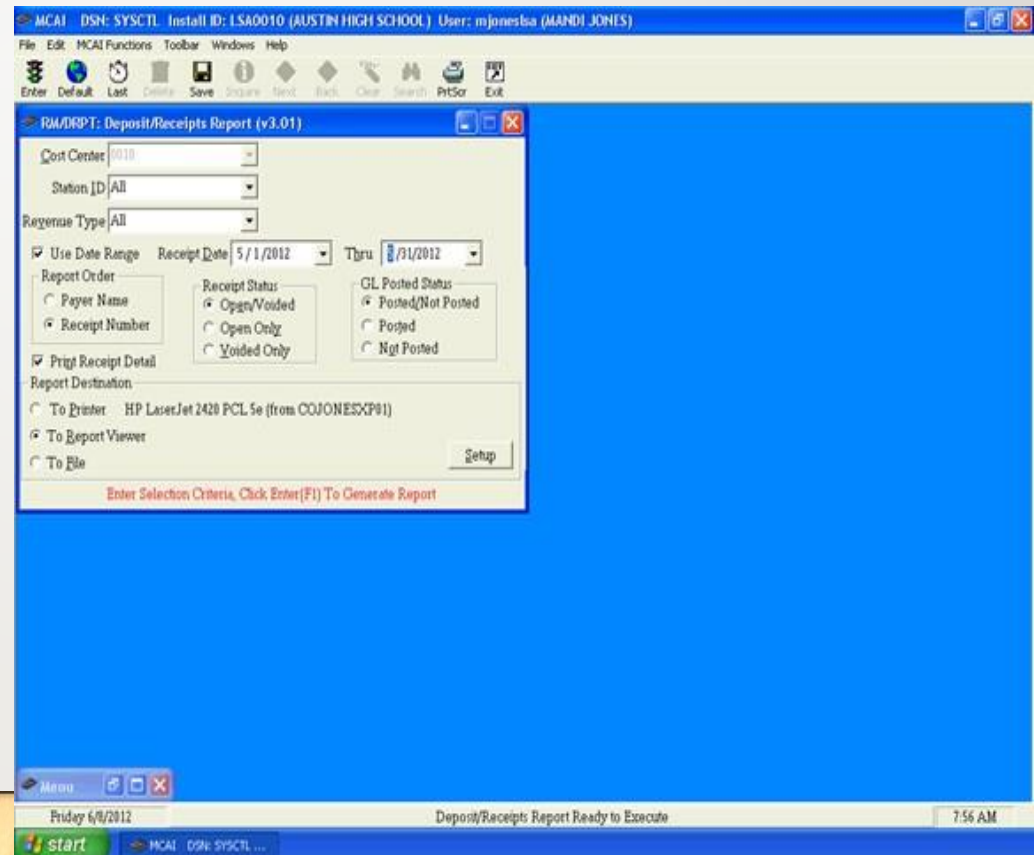 MCAI DSN: SYSCTL Install ID: LSA0010 (AUSTIN HIGH SCHOOL) User: mjoneslsa (MANDI JONES)
File Edit MCAI Functions Toolbar Windows Help
Enter Default Last Delete Save Inquire Next Back Clear Search PrtScr Exit
RM/DRPT: Deposit/Receipts Report (v3.01)
Cost Center 0010
Station ID All
Revenue Type All
Use Date Range Receipt Date 5/ 1 /2012 Thru /31/2012
Report Order Receipt Status GL Posted Status
Payer Name Open/Voided Posted/Not Posted
Receipt Number Open Only Posted
Voided Only Not Posted
Print Receipt Detail
Report Destination
To Printer HP LaserJet 2420 PCL 5e (from COJONESXP01)
To Report Viewer
To File Setup
Enter Selection Criteria, Click Enter(F1) To Generate Report
Menu
Friday 6/8/2012 Deposit/Receipts Report Ready to Execute 7:56 AM
start MCAI DSN: SYSCTL ...